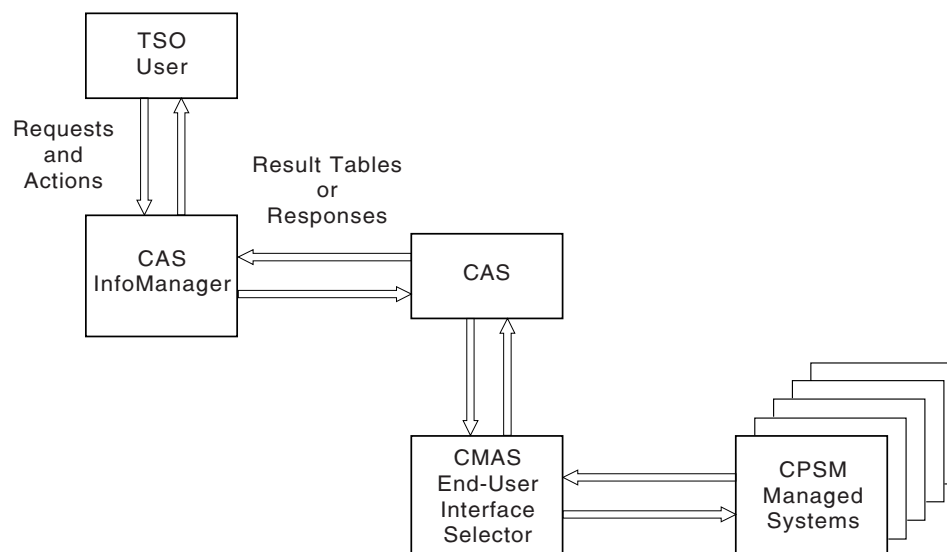 TSO
User
Requests
and
Actions
Result Tables
or
Responses
CAS
InfoManager
CAS
CMAS
End-User
Interface
Selector
CPSM
Managed
Systems